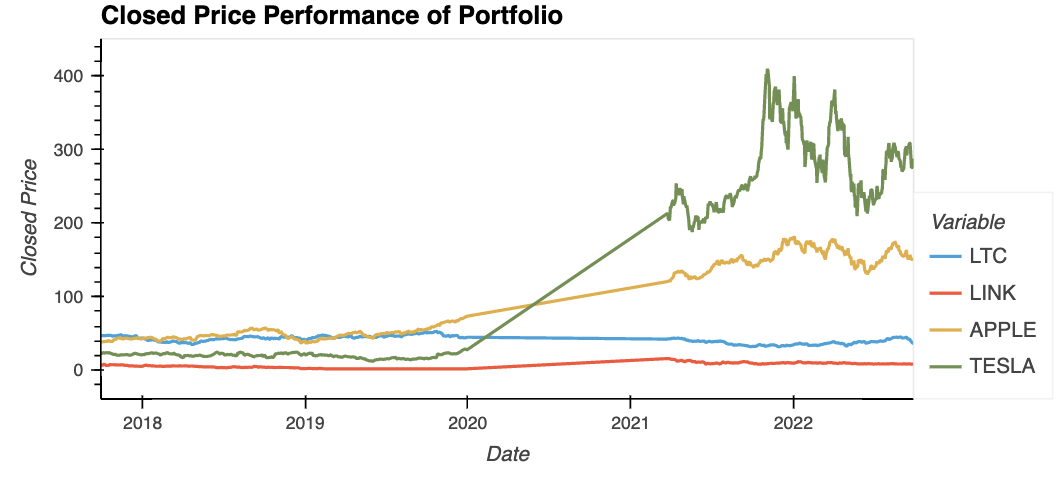 Closed Price Performance of Portfolio
Closed Price
400
300
200
100
0
2018 2019 2020 2021 2022
Date
Variable
LTC
LINK
APPLE
TESLA